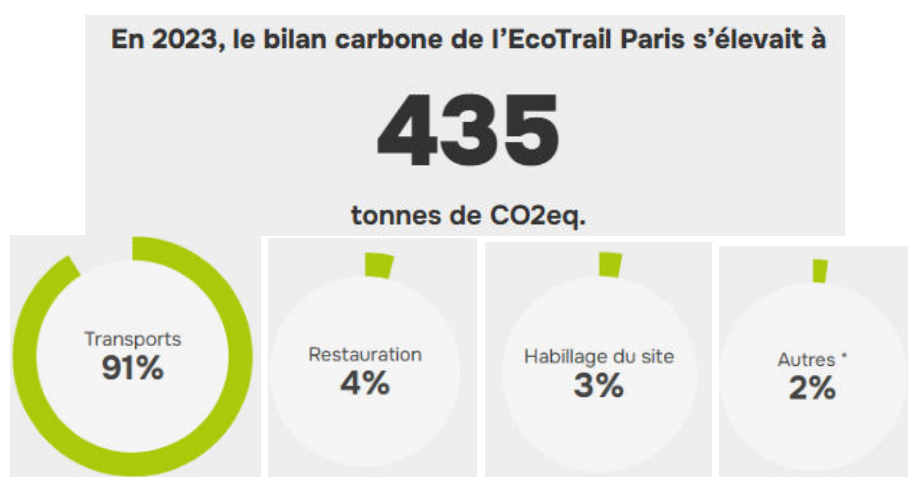 En 2023, le bilan carbone de l’EcoTrail Paris s’élevait à
435
tonnes de CO2eq.
Transports
91%
Restauration
4%
Habillage du site
3%
Autres *
2%